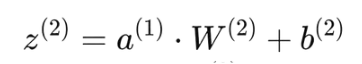 z⁽²⁾ = a⁽¹⁾ · W⁽²⁾ + b⁽²⁾